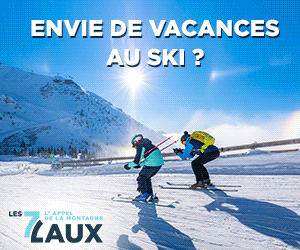 ENVIE DE VACANCES
AU SKI ?
LES 7 LAUX
L'APPEL
DE LA MONTAGNE